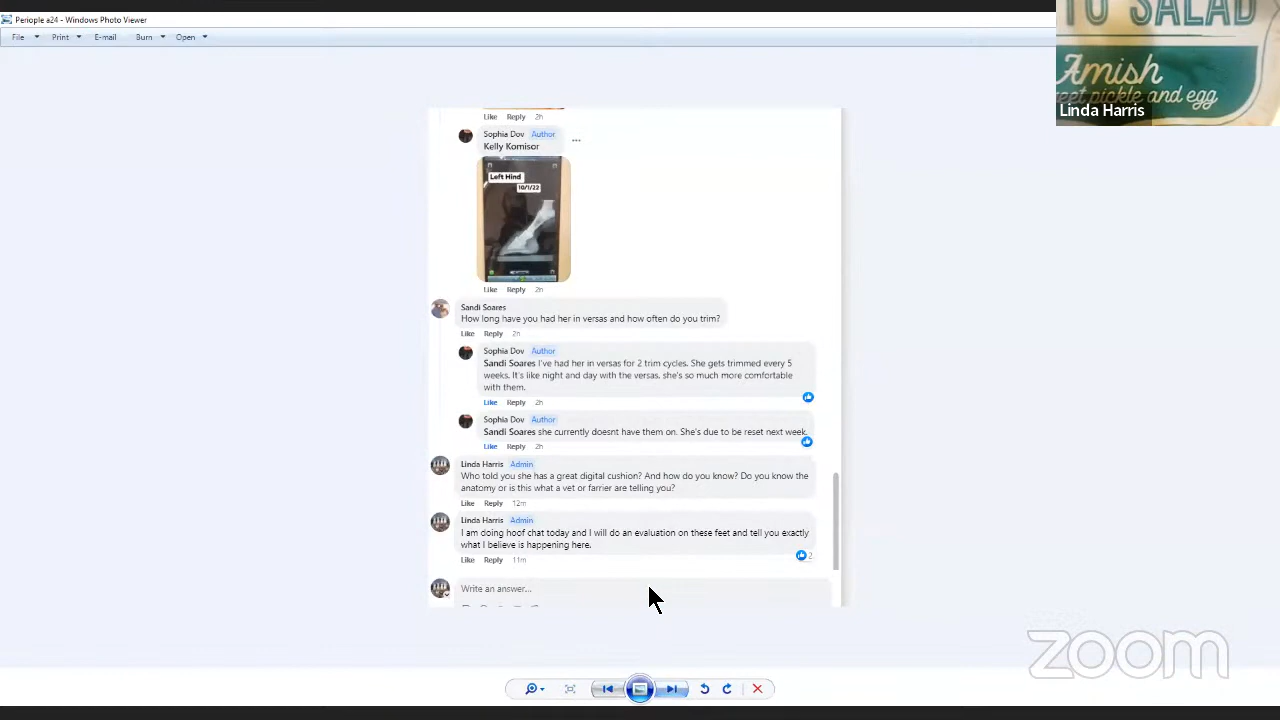 Periople a24 - Windows Photo Viewer
File Print E-mail Burn Open
TO SALAD
Amish
sweet pickle and egg
Linda Harris
Like Reply 2h
Sophia Dov Author
Kelly Komisor
Left Hind
10/1/22
Like Reply 2h
Sandi Soares
How long have you had her in versas and how often do you trim?
Like Reply 2h
Sophia Dov Author
Sandi Soares I've had her in versas for 2 trim cycles. She gets trimmed every 5
weeks. It's like night and day with the versas, she's so much more comfortable
with them.
Like Reply 2h
Sophia Dov Author
Sandi Soares she currently doesnt have them on. She's due to be reset next week.
Like Reply 2h
Linda Harris Admin
Who told you she has a great digital cushion? And how do you know? Do you know the
anatomy or is this what a vet or farrier are telling you?
Like Reply 12m
Linda Harris Admin
I am doing hoof chat today and I will do an evaluation on these feet and tell you exactly
what I believe is happening here.
2
Like Reply 11m
Write an answer...
zoom